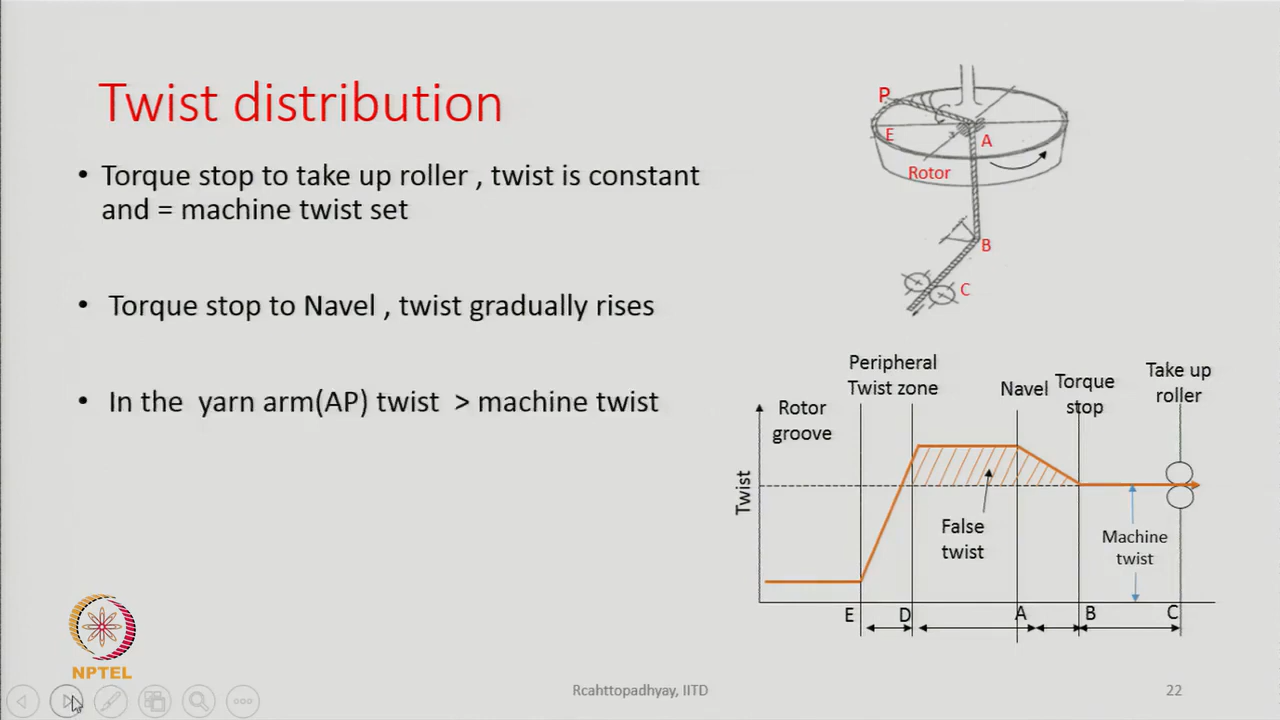 Twist distribution
• Torque stop to take up roller , twist is constant
and = machine twist set
• Torque stop to Navel , twist gradually rises
• In the yarn arm(AP) twist > machine twist
P
E
A
Rotor
B
C
Peripheral
Twist zone
Rotor
groove
Navel
Torque
stop
Take up
roller
Twist
False
twist
Machine
twist
E D A B C
NPTEL
Rcahttopadhyay, IITD
22